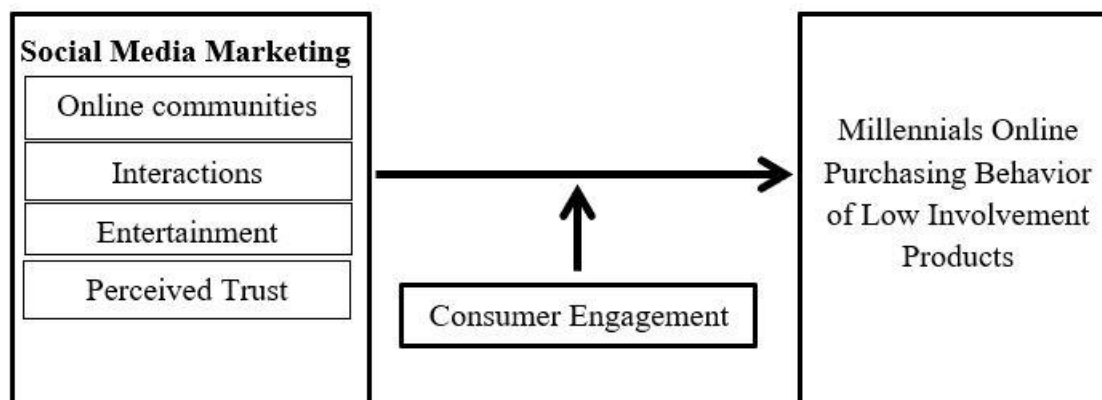 Social Media Marketing
Online communities
Interactions
Entertainment
Perceived Trust
Consumer Engagement
Millennials Online
Purchasing Behavior
of Low Involvement
Products